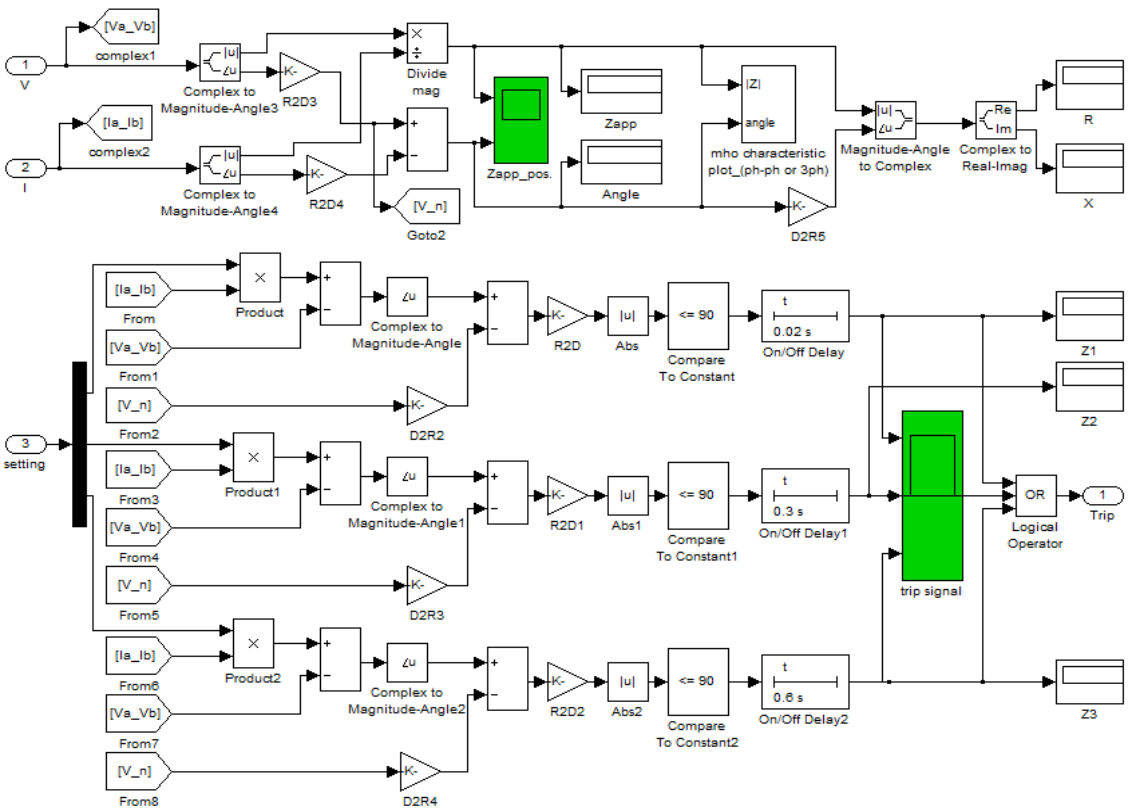 [Va_Vb]
complex1
1
V
|u|
∠u
Complex to
Magnitude-Angle3
K-
R2D3
×
÷
Divide
mag
[Ia_Ib]
complex2
2
I
|u|
∠u
Complex to
Magnitude-Angle4
K-
R2D4
+
−
[V_n]
Goto2
Zapp_pos.
Zapp
Angle
|Z|
angle
mho characteristic
plot_(ph-ph or 3ph)
K-
D2R5
|u|
∠u
Magnitude-Angle
to Complex
Re
Im
Complex to
Real-Imag
R
X
3
setting
[Ia_Ib]
From
[Va_Vb]
From1
[V_n]
From2
×
Product
+
−
∠u
Complex to
Magnitude-Angle
K-
D2R2
+
−
K-
R2D
|u|
Abs
<= 90
Compare
To Constant
t
0.02 s
On/Off Delay
Z1
Z2
[Ia_Ib]
From3
[Va_Vb]
From4
[V_n]
From5
×
Product1
+
−
∠u
Complex to
Magnitude-Angle1
K-
D2R3
+
−
K-
R2D1
|u|
Abs1
<= 90
Compare
To Constant1
t
0.3 s
On/Off Delay1
trip signal
OR
Logical
Operator
1
Trip
[Ia_Ib]
From6
[Va_Vb]
From7
[V_n]
From8
×
Product2
+
−
∠u
Complex to
Magnitude-Angle2
K-
D2R4
+
−
K-
R2D2
|u|
Abs2
<= 90
Compare
To Constant2
t
0.6 s
On/Off Delay2
Z3